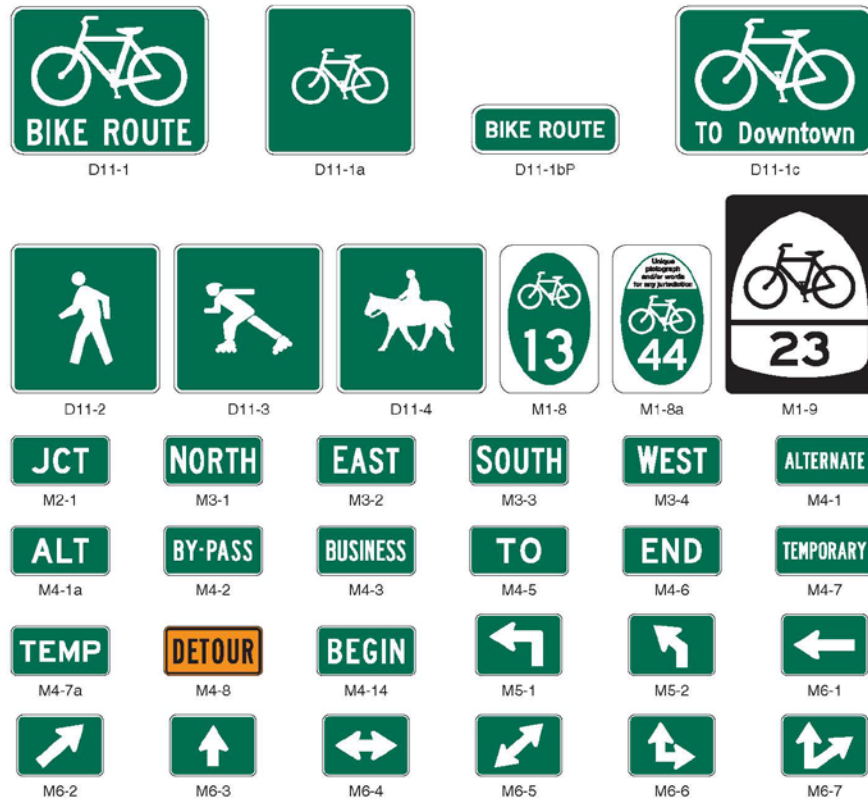 BIKE ROUTE
BIKE ROUTE
TO Downtown
D11-1
D11-1a
D11-1bP
D11-1c
13
Unique
pictograph
and/or words
for any jurisdiction
44
23
D11-2
D11-3
D11-4
M1-8
M1-8a
M1-9
JCT
NORTH
EAST
SOUTH
WEST
ALTERNATE
M2-1
M3-1
M3-2
M3-3
M3-4
M4-1
ALT
BY-PASS
BUSINESS
TO
END
TEMPORARY
M4-1a
M4-2
M4-3
M4-5
M4-6
M4-7
TEMP
DETOUR
BEGIN
M4-7a
M4-8
M4-14
M5-1
M5-2
M6-1
M6-2
M6-3
M6-4
M6-5
M6-6
M6-7